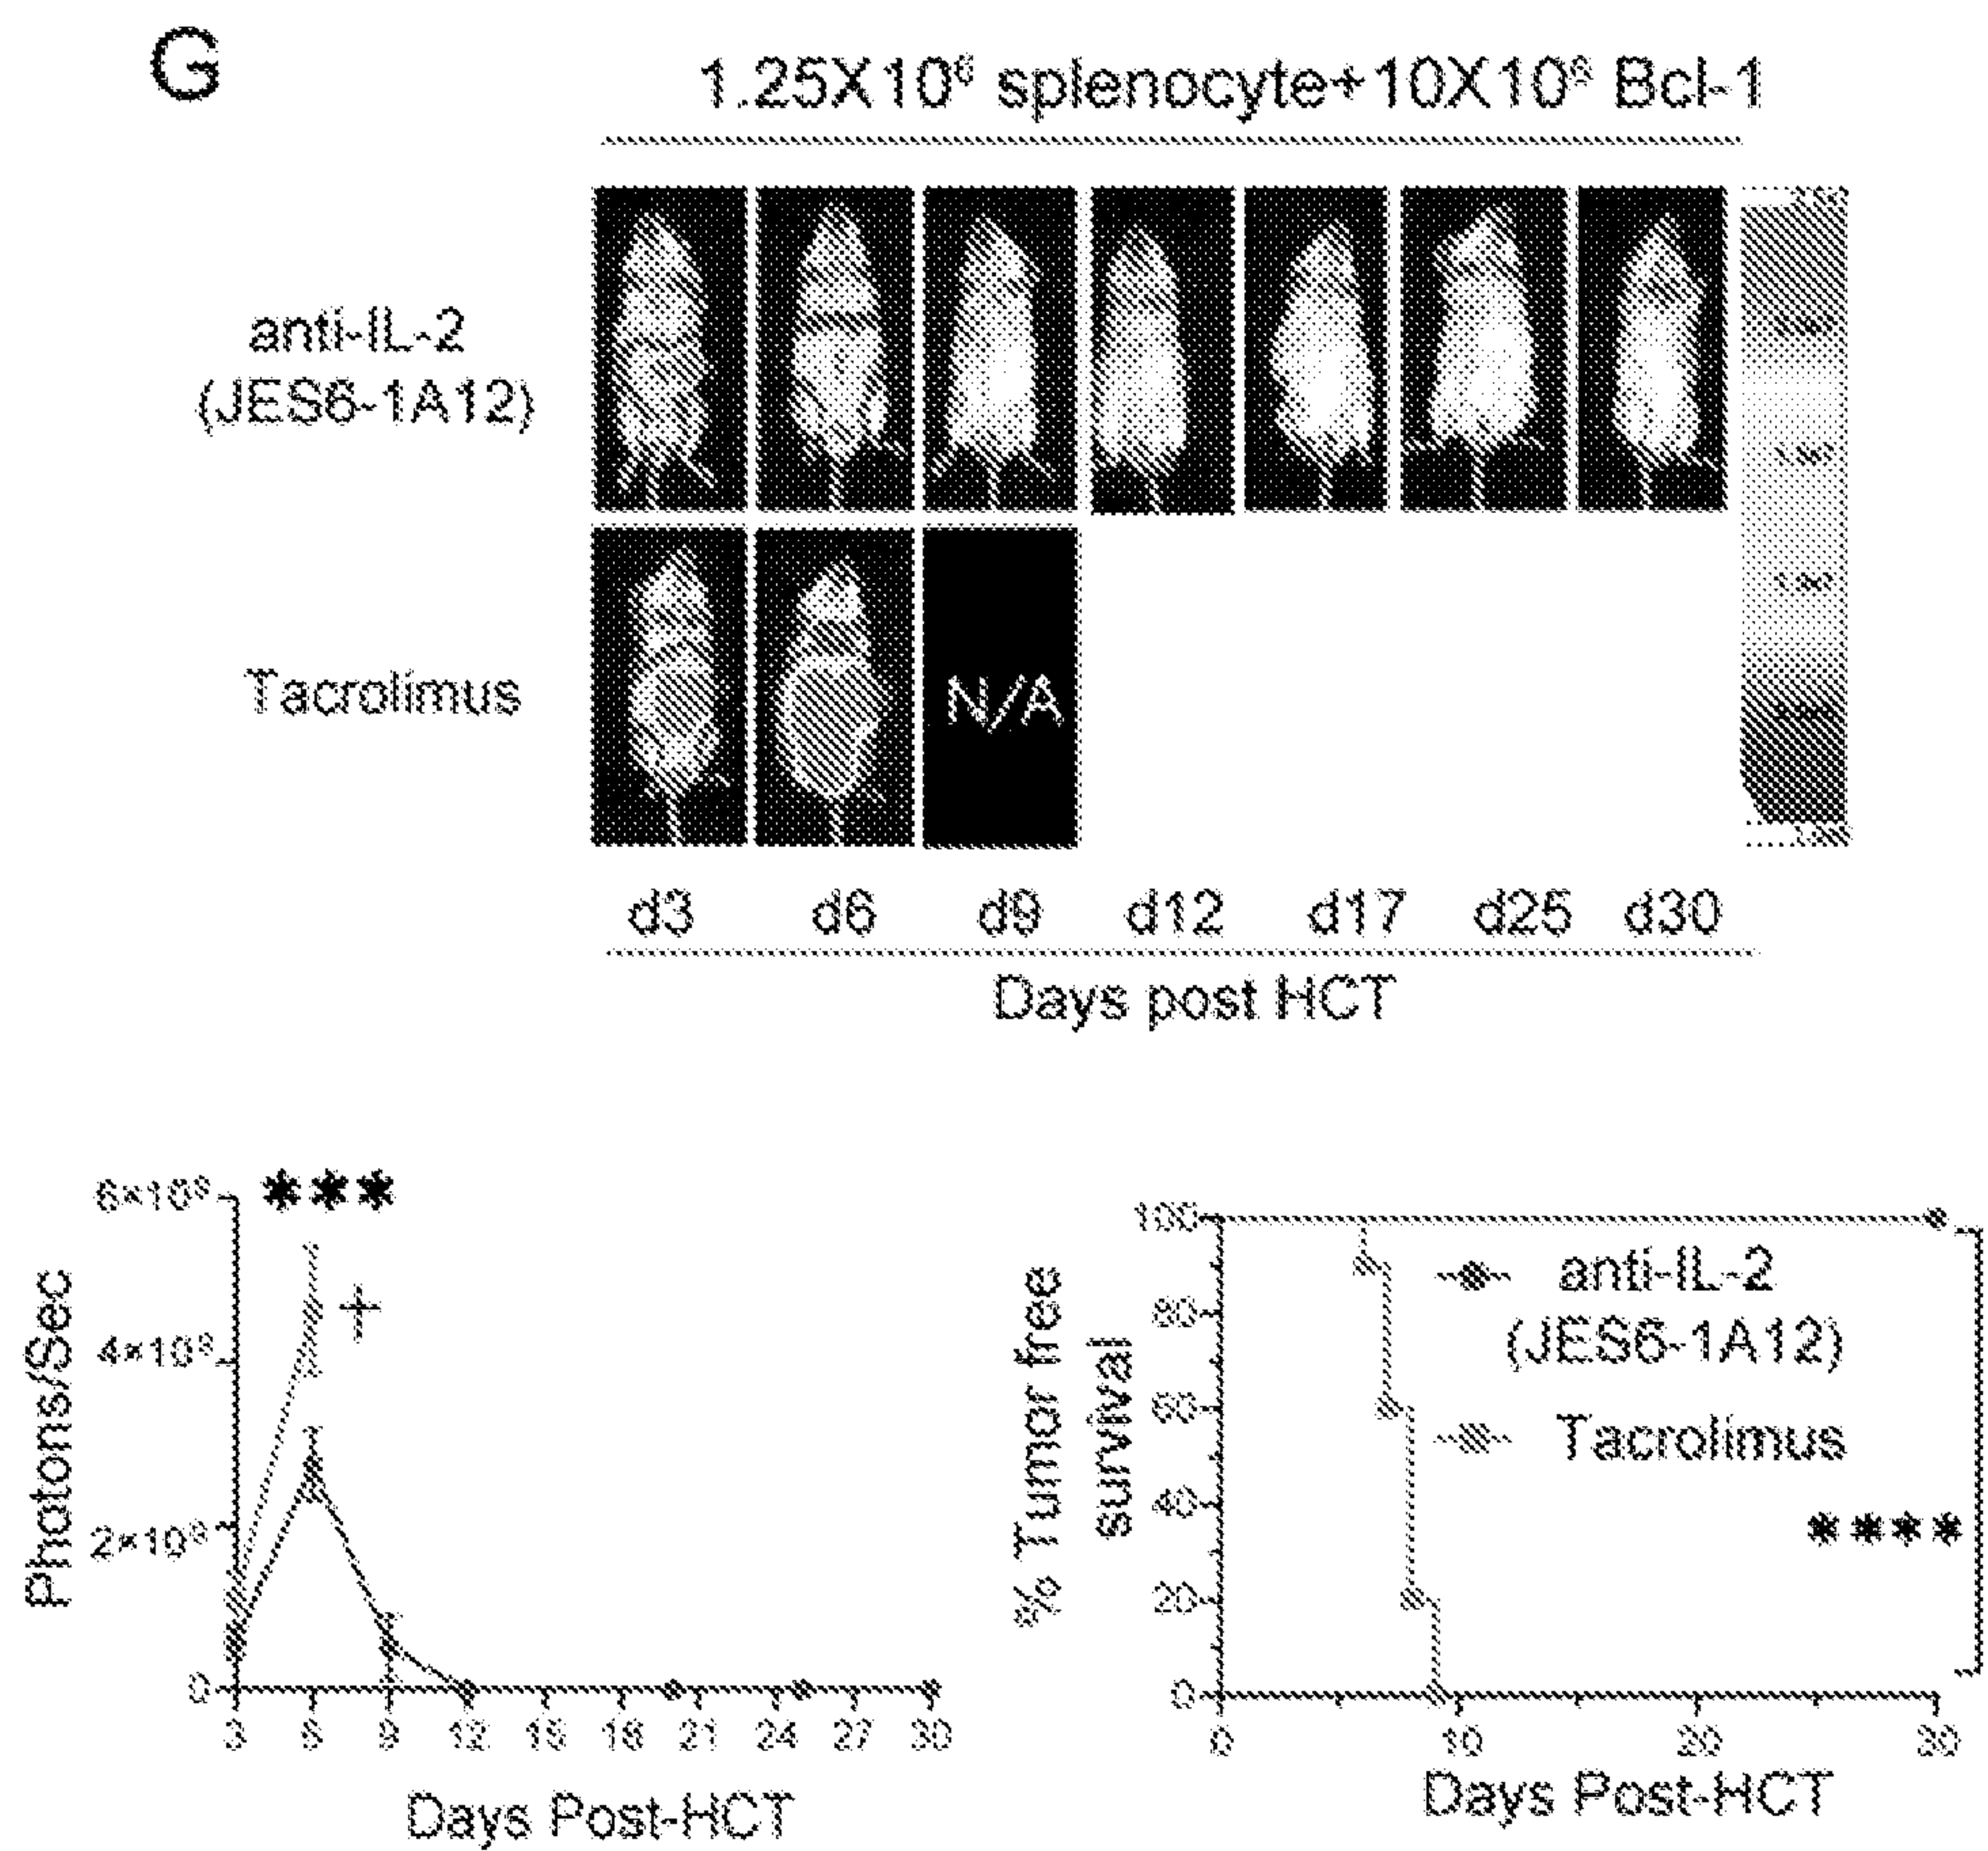 G
1.25X10⁶ splenocyte+10X10⁶ Bcl-1
anti-IL-2
(JES6-1A12)
Tacrolimus
N/A
d3 d6 d9 d12 d17 d25 d30
Days post HCT
6×10⁸
4×10⁸
2×10⁸
0
Photons/Sec
***
+
3 6 9 12 15 18 21 24 27 30
Days Post-HCT
% Tumor free
survival
100
80
60
40
20
0
anti-IL-2
(JES6-1A12)
Tacrolimus
****
0 10 20 30
Days Post-HCT